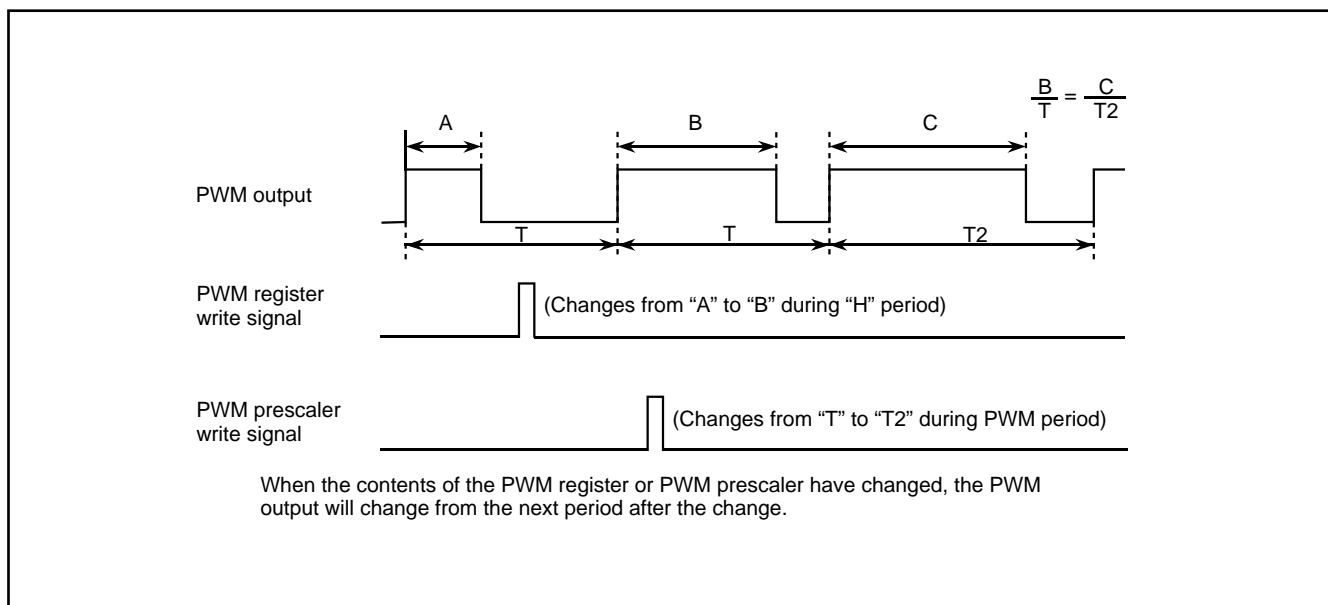 B/T = C/T2
A B C
PWM output
T T T2
PWM register
write signal
(Changes from “A” to “B” during “H” period)
PWM prescaler
write signal
(Changes from “T” to “T2” during PWM period)
When the contents of the PWM register or PWM prescaler have changed, the PWM
output will change from the next period after the change.